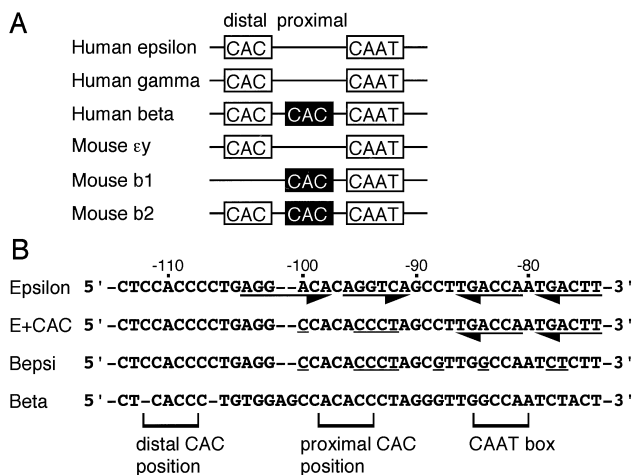 A
distal proximal
Human epsilon CAC CAAT
Human gamma CAC CAAT
Human beta CAC CAC CAAT
Mouse εy CAC CAAT
Mouse b1 CAC CAAT
Mouse b2 CAC CAC CAAT
B
-110 -100 -90 -80
Epsilon 5'-CTCCACCCCTGAGG--ACACAGGTCAGCCTTGACCAATGACTT-3'
E+CAC 5'-CTCCACCCCTGAGG--CCACACCCTAGCCTTGACCAATGACTT-3'
Bepsi 5'-CTCCACCCCTGAGG--CCACACCCTAGCGTTGGCCAATCTCTT-3'
Beta 5'-CT-CACCC-TGTGGAGCCACACCCTAGGGTTGGCCAATCTACT-3'
distal CAC position proximal CAC position CAAT box